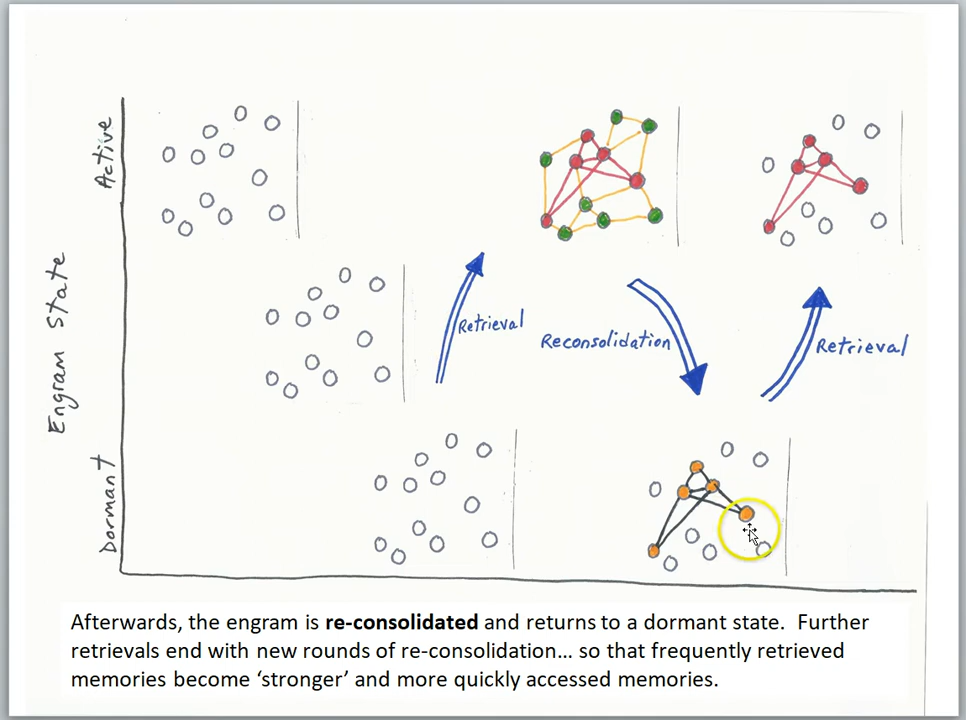 Active
Engram State
Dormant
Retrieval
Reconsolidation
Retrieval
Afterwards, the engram is re-consolidated and returns to a dormant state.  Further
retrievals end with new rounds of re-consolidation... so that frequently retrieved
memories become ‘stronger’ and more quickly accessed memories.